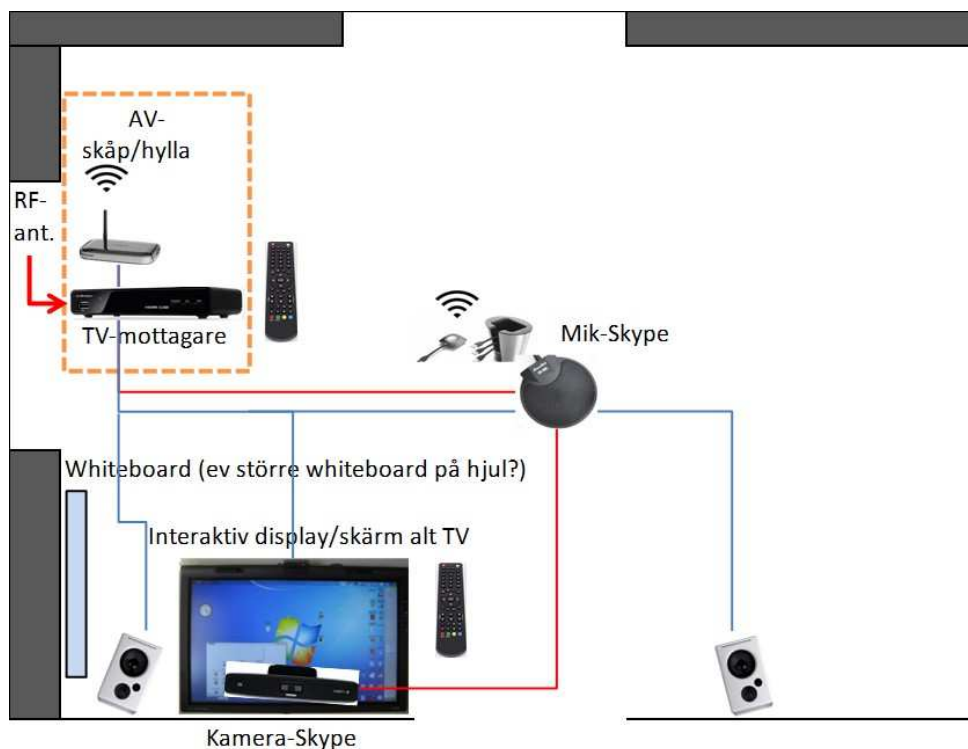 AV-
skåp/hylla
RF-
ant.
TV-mottagare
Mik-Skype
Whiteboard (ev större whiteboard på hjul?)
Interaktiv display/skärm alt TV
Kamera-Skype